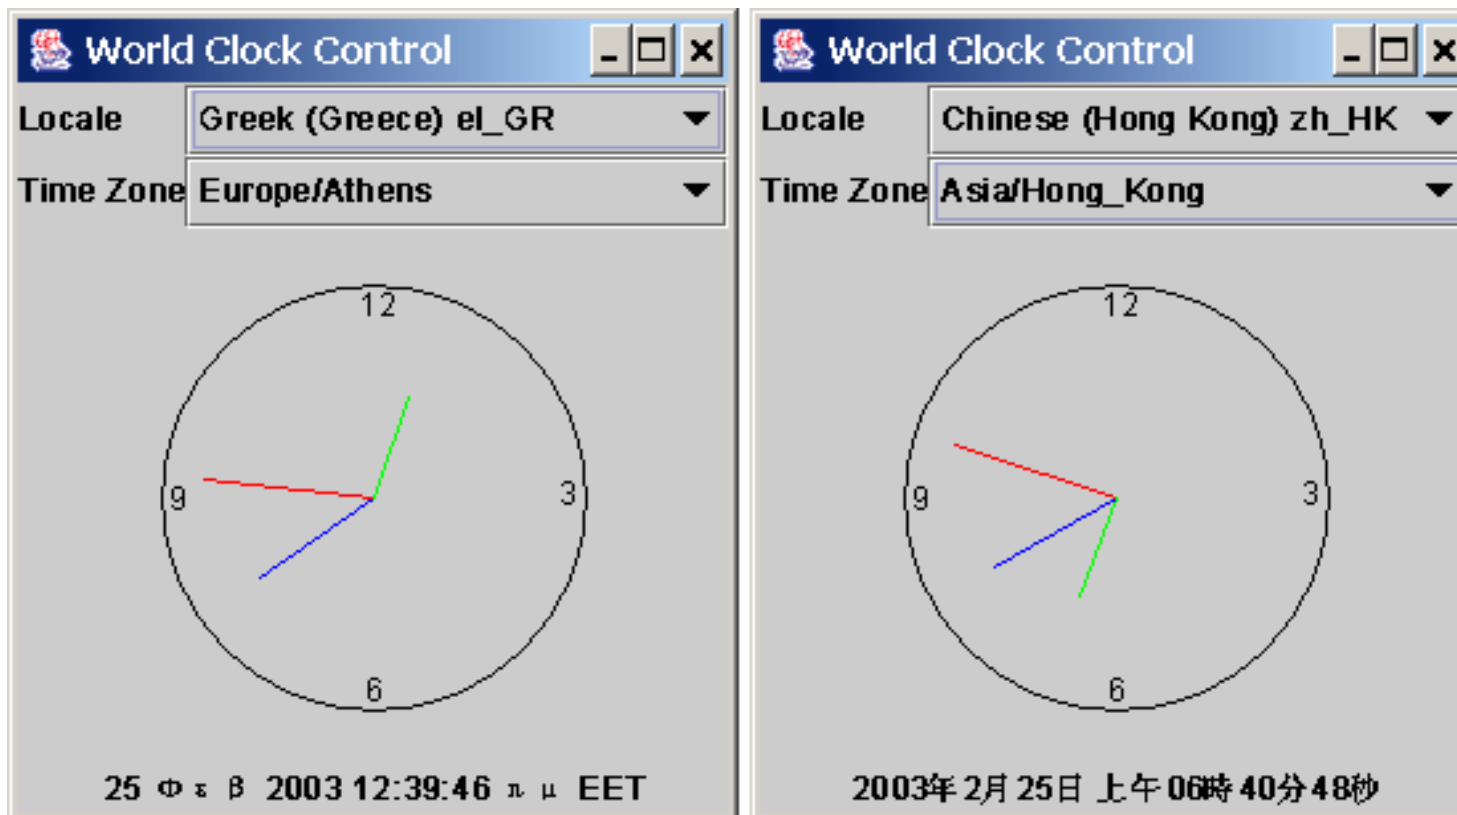 World Clock Control
Locale Greek (Greece) el_GR
Time Zone Europe/Athens
12
9
3
6
25 Φεβ 2003 12:39:46 πμ EET
World Clock Control
Locale Chinese (Hong Kong) zh_HK
Time Zone Asia/Hong_Kong
12
9
3
6
2003年2月25日 上午06時40分48秒